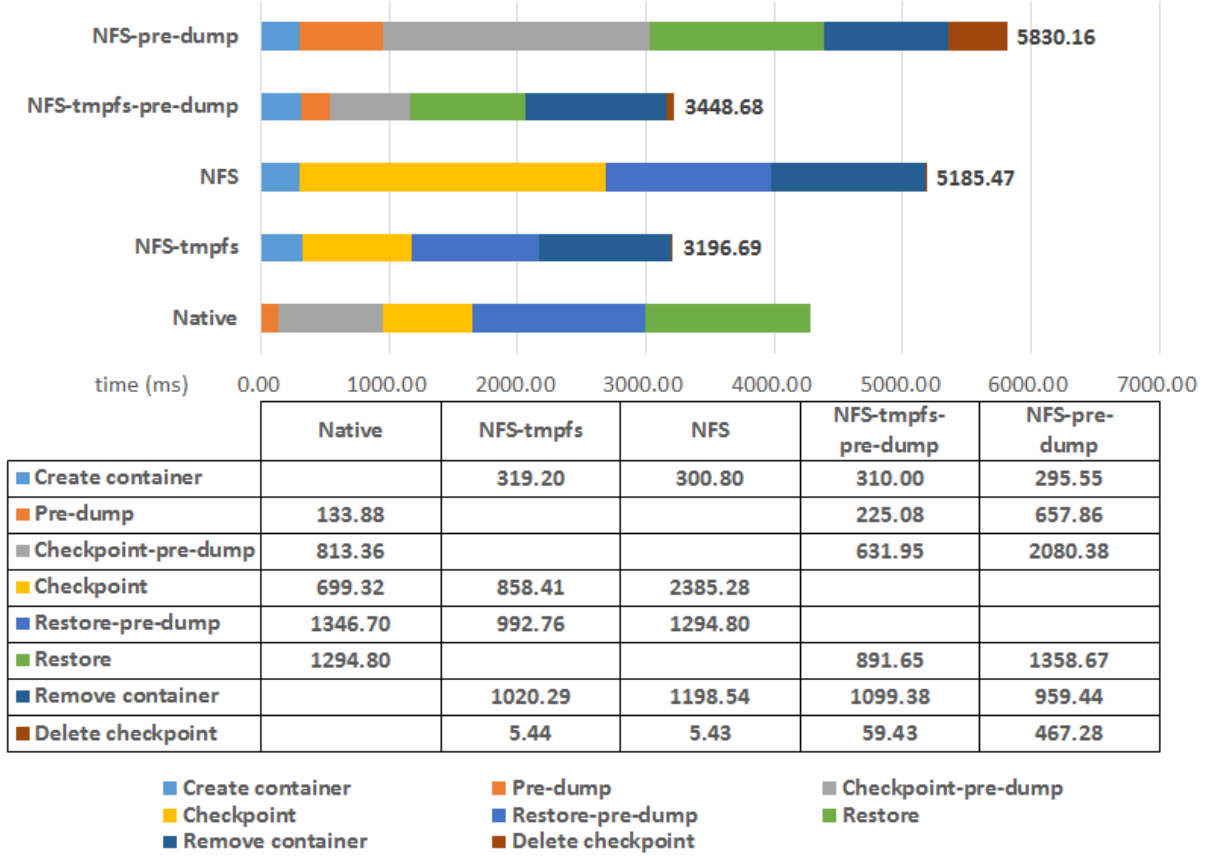 NFS-pre-dump 5830.16
NFS-tmpfs-pre-dump 3448.68
NFS 5185.47
NFS-tmpfs 3196.69
Native
time (ms) 0.00 1000.00 2000.00 3000.00 4000.00 5000.00 6000.00 7000.00
Native NFS-tmpfs NFS NFS-tmpfs- NFS-pre-
pre-dump dump
Create container 319.20 300.80 310.00 295.55
Pre-dump 133.88 225.08 657.86
Checkpoint-pre-dump 813.36 631.95 2080.38
Checkpoint 699.32 858.41 2385.28
Restore-pre-dump 1346.70 992.76 1294.80
Restore 1294.80 891.65 1358.67
Remove container 1020.29 1198.54 1099.38 959.44
Delete checkpoint 5.44 5.43 59.43 467.28
Create container Pre-dump Checkpoint-pre-dump
Checkpoint Restore-pre-dump Restore
Remove container Delete checkpoint